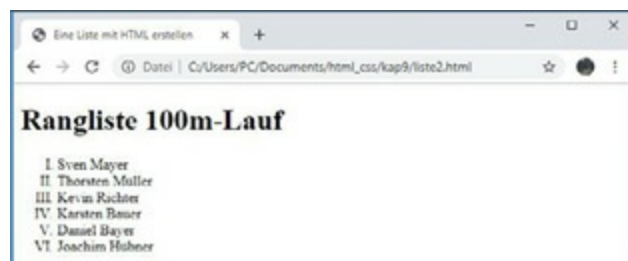 Eine Liste mit HTML erstellen
Datei | C:/Users/PC/Documents/html_css/kap9/liste2.html
Rangliste 100m-Lauf
I. Sven Mayer
II. Thorsten Müller
III. Kevin Richter
IV. Karsten Bauer
V. Daniel Bayer
VI. Joachim Hübner